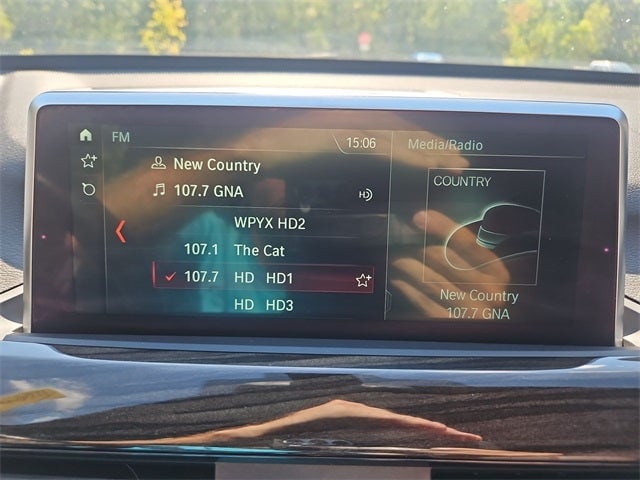 FM
15:06
Media/Radio
New Country
107.7 GNA
HD
WPYX HD2
107.1 The Cat
107.7 HD HD1
HD HD3
COUNTRY
New Country
107.7 GNA